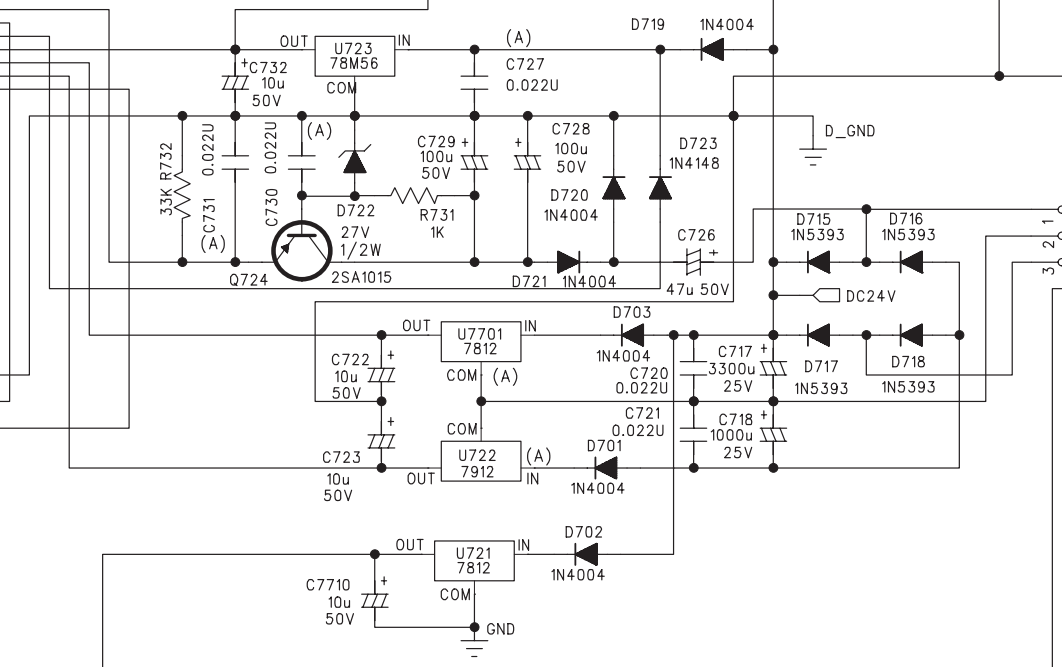 D719
1N4004
OUT
U723
78M56
IN
COM
(A)
C732
10u
50V
C727
0.022U
D_GND
R732
33K
0.022U
C731
(A)
0.022U
C730
(A)
C729
100u
50V
C728
100u
50V
D723
1N4148
D720
1N4004
D722
27V
1/2W
R731
1K
Q724
2SA1015
D721
1N4004
C726
47u 50V
D715
1N5393
D716
1N5393
1
2
3
DC24V
OUT
U7701
7812
IN
COM
(A)
D703
1N4004
C722
10u
50V
C720
0.022U
C717
3300u
25V
D717
1N5393
D718
1N5393
C721
0.022U
C718
1000u
25V
COM
U722
7912
(A)
OUT
IN
D701
1N4004
C723
10u
50V
D702
1N4004
OUT
U721
7812
IN
COM
C7710
10u
50V
GND